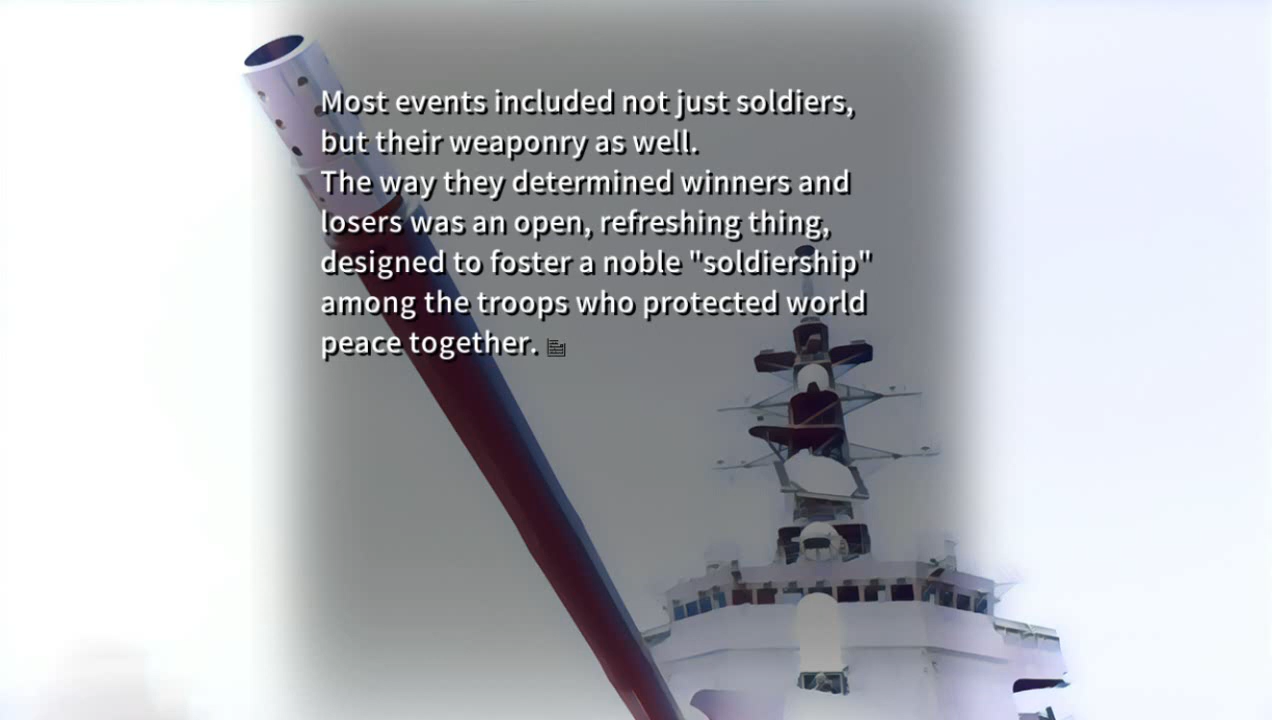 Most events included not just soldiers,
but their weaponry as well.
The way they determined winners and
losers was an open, refreshing thing,
designed to foster a noble "soldiership"
among the troops who protected world
peace together.